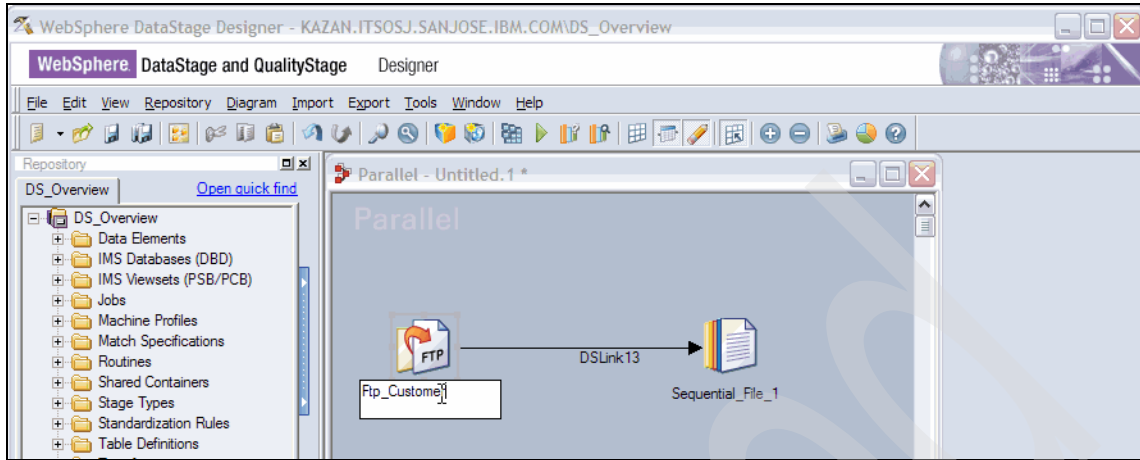 WebSphere DataStage Designer - KAZAN.ITSOSJ.SANJOSE.IBM.COM\DS_Overview
WebSphere. DataStage and QualityStage Designer
File Edit View Repository Diagram Import Export Tools Window Help
Repository
DS_Overview Open quick find
DS_Overview
Data Elements
IMS Databases (DBD)
IMS Viewsets (PSB/PCB)
Jobs
Machine Profiles
Match Specifications
Routines
Shared Containers
Stage Types
Standardization Rules
Table Definitions
Parallel - Untitled.1 *
Parallel
FTP
DSLink13
Ftp_Customer
Sequential_File_1